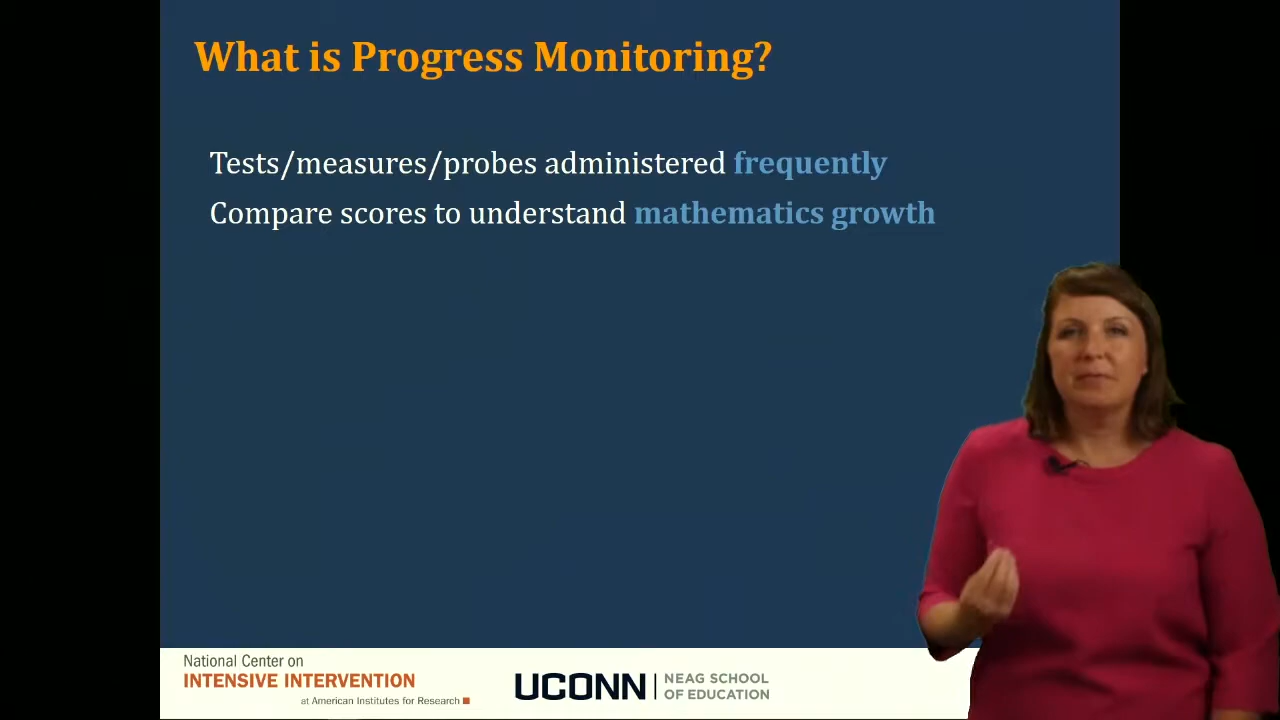 What is Progress Monitoring?
Tests/measures/probes administered frequently
Compare scores to understand mathematics growth
National Center on
INTENSIVE INTERVENTION
at American Institutes for Research
UCONN
NEAG SCHOOL
OF EDUCATION